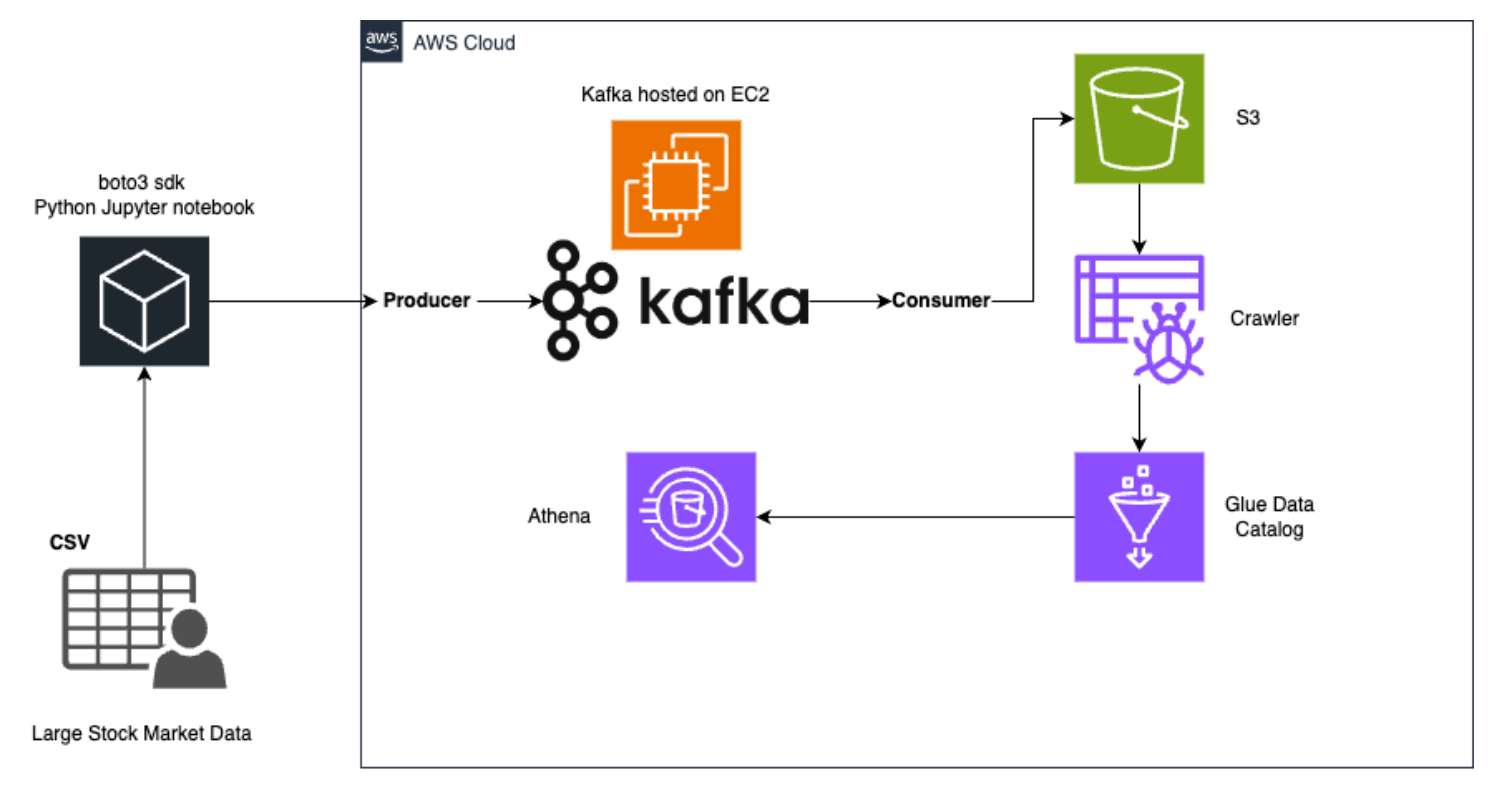 aws
AWS Cloud
Kafka hosted on EC2
S3
boto3 sdk
Python Jupyter notebook
Producer
kafka
Consumer
Crawler
Athena
Glue Data
Catalog
CSV
Large Stock Market Data